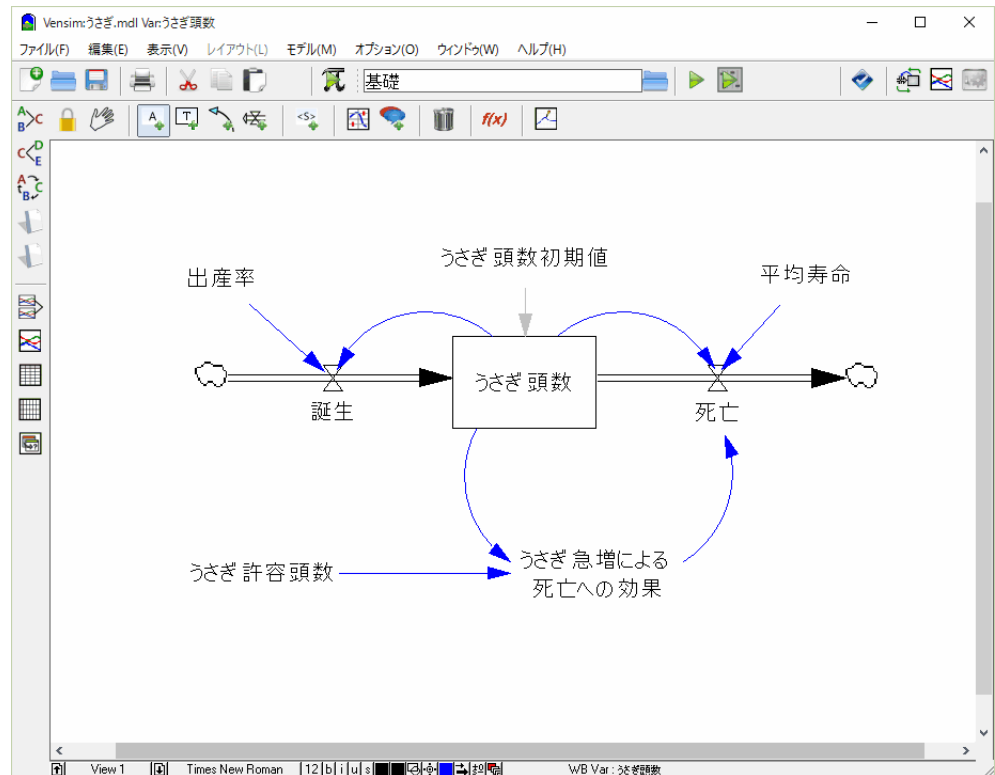 Vensim:うさぎ.mdl Var:うさぎ頭数
ファイル(F) 編集(E) 表示(V) レイアウト(L) モデル(M) オプション(O) ウィンドゥ(W) ヘルプ(H)
基礎
うさぎ頭数初期値
出産率
平均寿命
うさぎ頭数
誕生
死亡
うさぎ急増による
死亡への効果
うさぎ許容頭数
View 1 Times New Roman 12 b i u s WB Var : うさぎ頭数